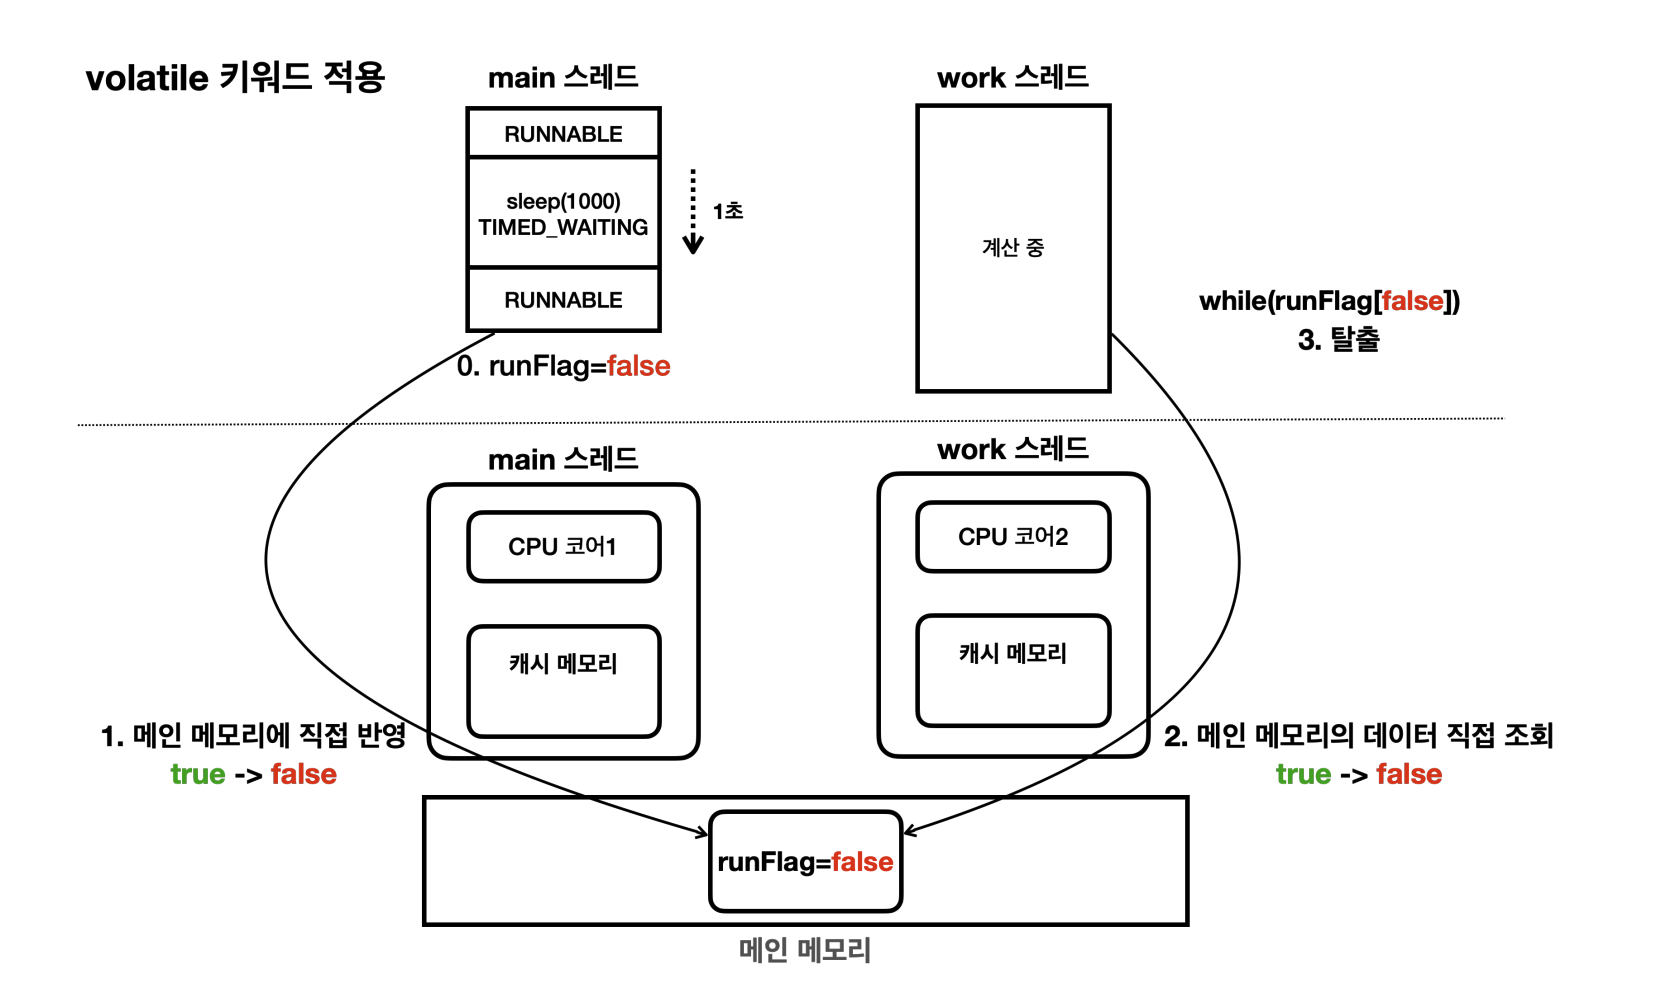 volatile 키워드 적용
main 스레드
work 스레드
RUNNABLE
sleep(1000)
TIMED_WAITING
1초
RUNNABLE
계산 중
while(runFlag[false])
3. 탈출
0. runFlag=false
main 스레드
work 스레드
CPU 코어1
CPU 코어2
캐시 메모리
캐시 메모리
1. 메인 메모리에 직접 반영
true -> false
2. 메인 메모리의 데이터 직접 조회
true -> false
runFlag=false
메인 메모리